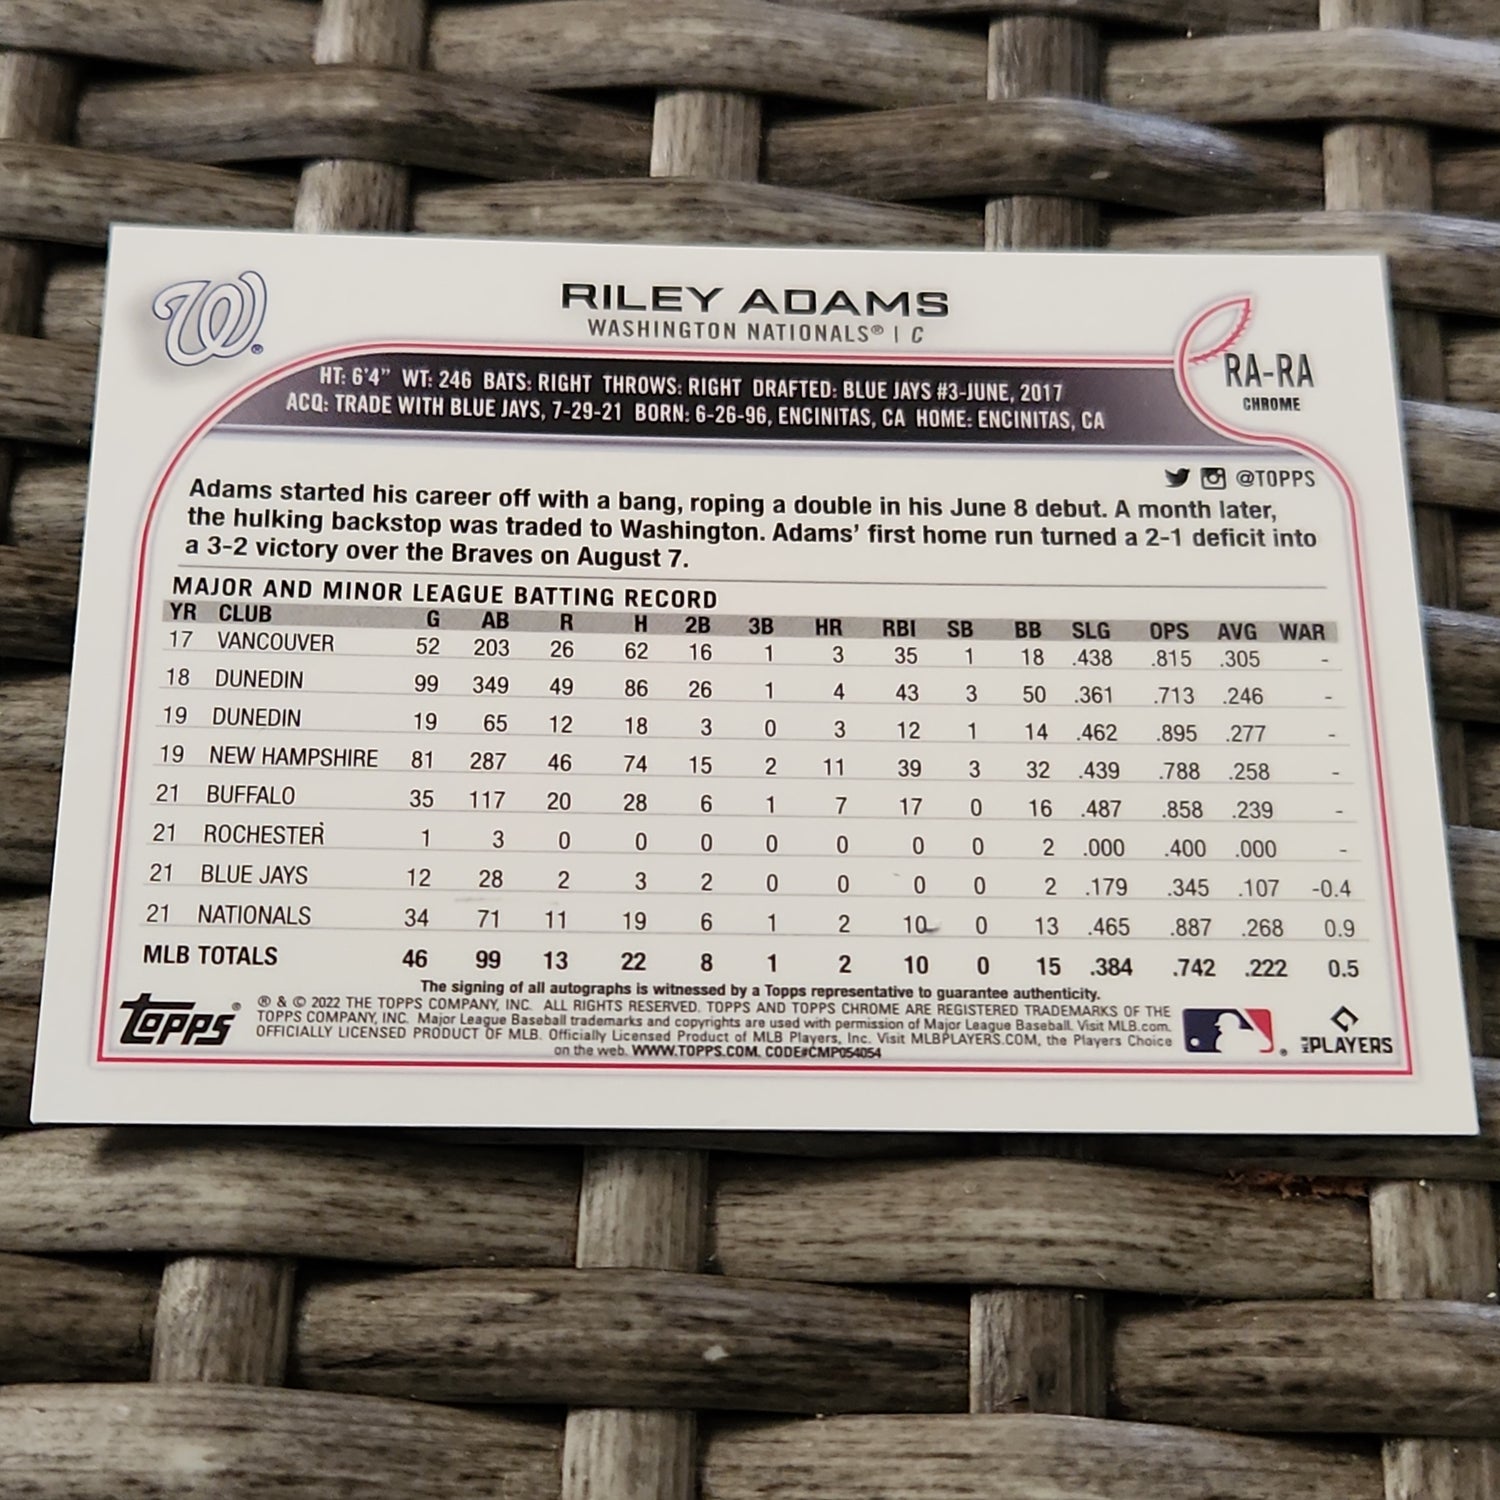 W
RILEY ADAMS
WASHINGTON NATIONALS® | C
RA-RA
CHROME
HT: 6'4" WT: 246 BATS: RIGHT THROWS: RIGHT DRAFTED: BLUE JAYS #3-JUNE, 2017
ACQ: TRADE WITH BLUE JAYS, 7-29-21 BORN: 6-26-96, ENCINITAS, CA HOME: ENCINITAS, CA
@TOPPS
Adams started his career off with a bang, roping a double in his June 8 debut. A month later,
the hulking backstop was traded to Washington. Adams' first home run turned a 2-1 deficit into
a 3-2 victory over the Braves on August 7.
MAJOR AND MINOR LEAGUE BATTING RECORD
YR CLUB G AB R H 2B 3B HR RBI SB BB SLG OPS AVG WAR
17 VANCOUVER 52 203 26 62 16 1 3 35 1 18 .438 .815 .305 -
18 DUNEDIN 99 349 49 86 26 1 4 43 3 50 .361 .713 .246 -
19 DUNEDIN 19 65 12 18 3 0 3 12 1 14 .462 .895 .277 -
19 NEW HAMPSHIRE 81 287 46 74 15 2 11 39 3 32 .439 .788 .258 -
21 BUFFALO 35 117 20 28 6 1 7 17 0 16 .487 .858 .239 -
21 ROCHESTER 1 3 0 0 0 0 0 0 0 2 .000 .400 .000 -
21 BLUE JAYS 12 28 2 3 2 0 0 0 0 2 .179 .345 .107 -0.4
21 NATIONALS 34 71 11 19 6 1 2 10 0 13 .465 .887 .268 0.9
MLB TOTALS 46 99 13 22 8 1 2 10 0 15 .384 .742 .222 0.5
The signing of all autographs is witnessed by a Topps representative to guarantee authenticity.
® & © 2022 THE TOPPS COMPANY, INC. ALL RIGHTS RESERVED. TOPPS AND TOPPS CHROME ARE REGISTERED TRADEMARKS OF THE
TOPPS COMPANY, INC. Major League Baseball trademarks and copyrights are used with permission of Major League Baseball. Visit MLB.com.
OFFICIALLY LICENSED PRODUCT OF MLB. Officially Licensed Product of MLB Players, Inc. Visit MLBPLAYERS.COM, the Players Choice
on the web. WWW.TOPPS.COM. CODE#CMP054054
TOPPS®
MLB PLAYERS